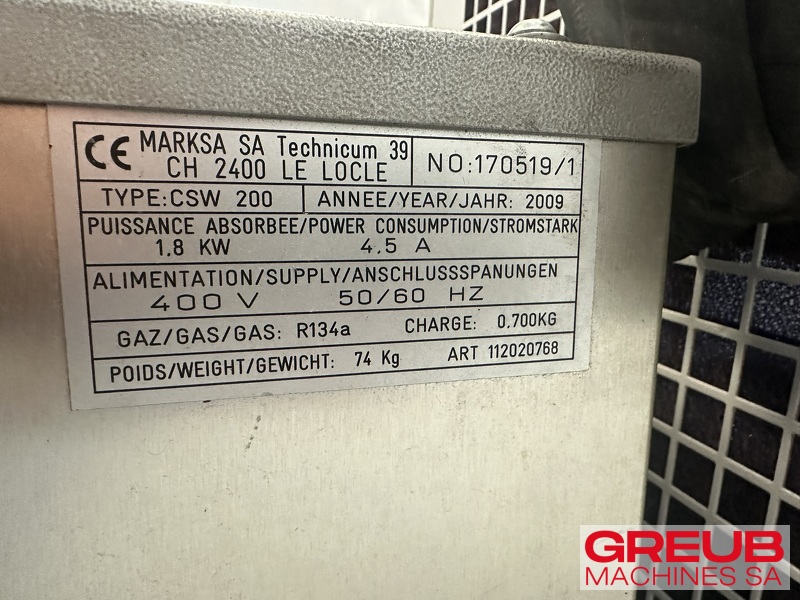 CE MARKSA SA Technicum 39
CH 2400 LE LOCLE
NO:170519/1
TYPE:CSW 200
ANNEE/YEAR/JAHR: 2009
PUISSANCE ABSORBEE/POWER CONSUMPTION/STROMSTARK
1,8 KW 4,5 A
ALIMENTATION/SUPPLY/ANSCHLUSSSPANUNGEN
400 V 50/60 HZ
GAZ/GAS/GAS: R134a CHARGE: 0,700KG
POIDS/WEIGHT/GEWICHT: 74 Kg ART 112020768
GREUB
MACHINES SA